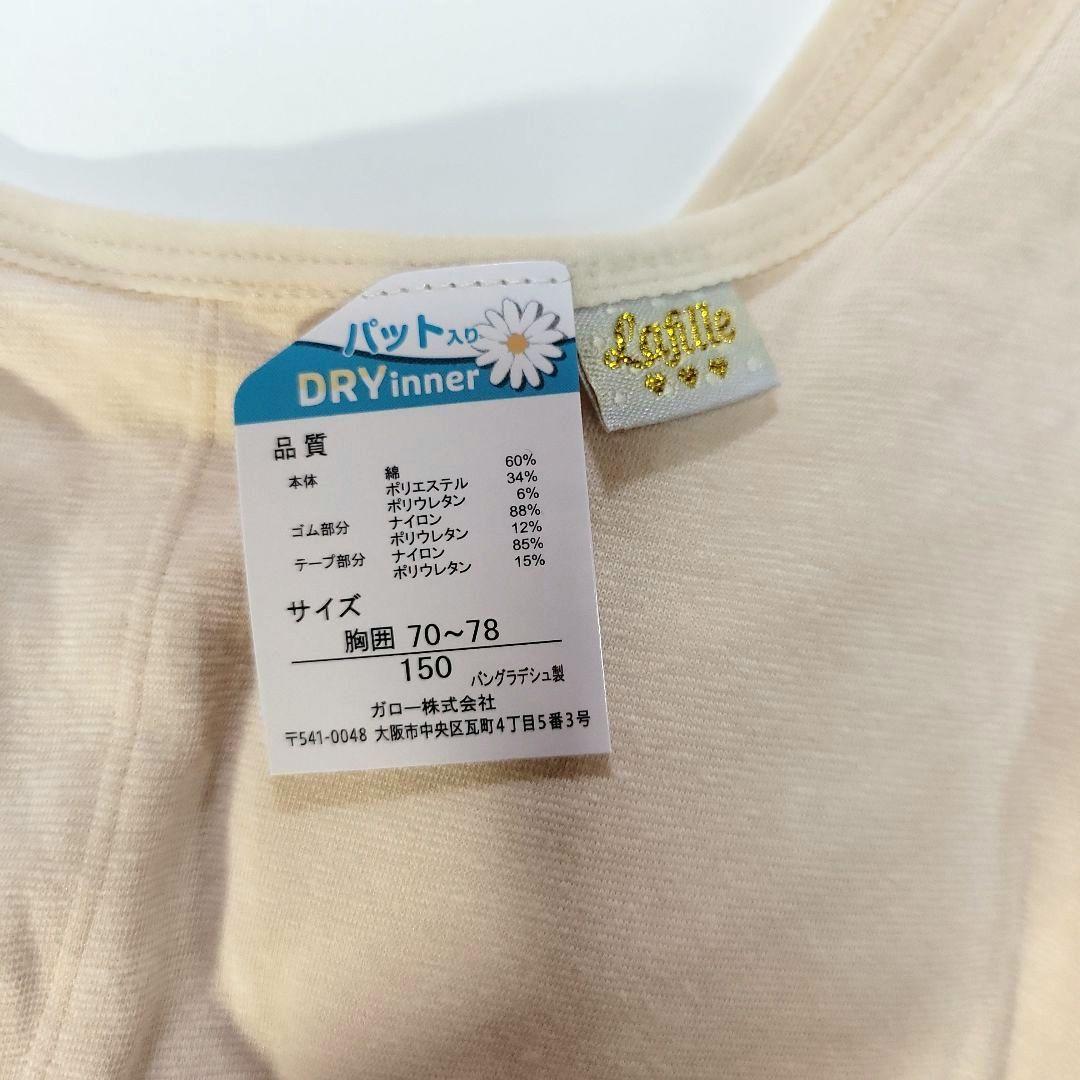 パット入り
DRYinner
Lafille
品質
本体 綿 60%
ポリエステル 34%
ポリウレタン 6%
ゴム部分 ナイロン 88%
ポリウレタン 12%
テープ部分 ナイロン 85%
ポリウレタン 15%
サイズ
胸囲 70~78
150 バングラデシュ製
ガロー株式会社
〒541-0048 大阪市中央区瓦町4丁目5番3号